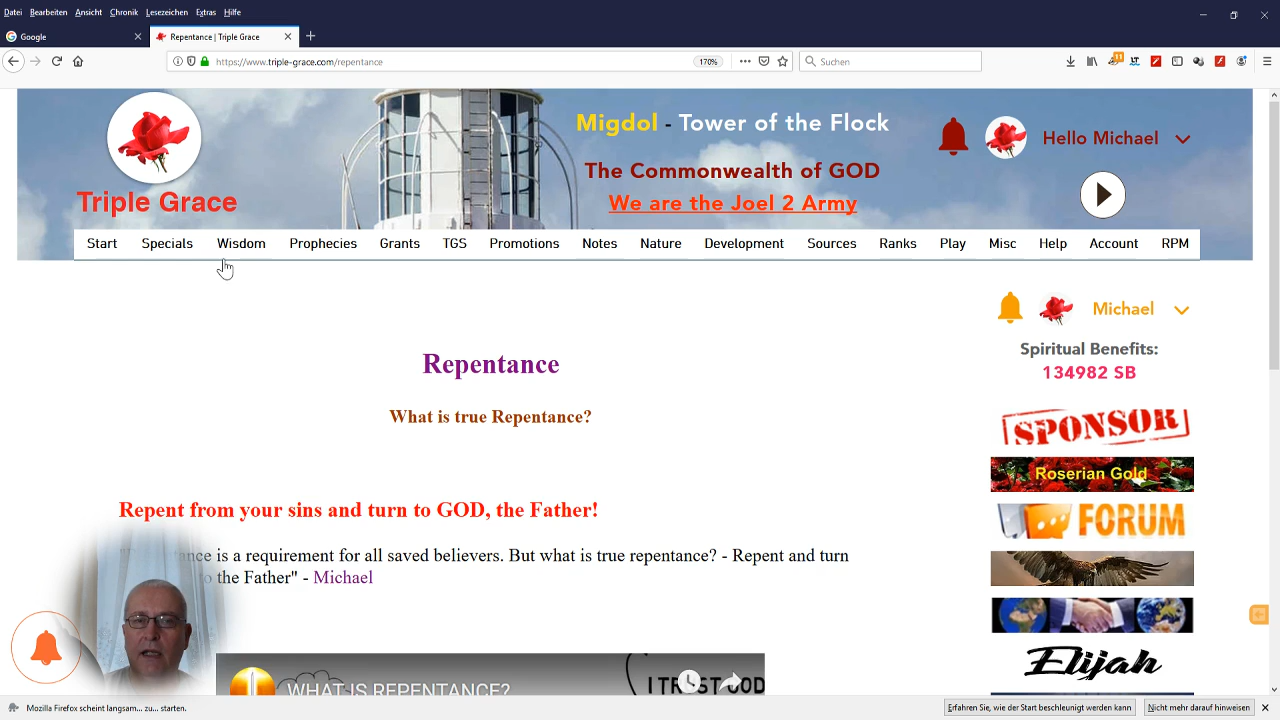 Datei Bearbeiten Ansicht Chronik Lesezeichen Extras Hilfe
Google
Repentance | Triple Grace
https://www.triple-grace.com/repentance
170%
Suchen
11
Migdol - Tower of the Flock
Hello Michael
The Commonwealth of GOD
Triple Grace
We are the Joel 2 Army
Start Specials Wisdom Prophecies Grants TGS Promotions Notes Nature Development Sources Ranks Play Misc Help Account RPM
Michael
Spiritual Benefits:
134982 SB
Repentance
What is true Repentance?
SPONSOR
Roserian Gold
Repent from your sins and turn to GOD, the Father!
FORUM
is a requirement for all saved believers. But what is true repentance? - Repent and turn
to the Father" - Michael
Elijah
WHAT IS REPENTANCE?
I TRUST GOD
Mozilla Firefox scheint langsam... zu... starten.
Erfahren Sie, wie der Start beschleunigt werden kann
Nicht mehr darauf hinweisen